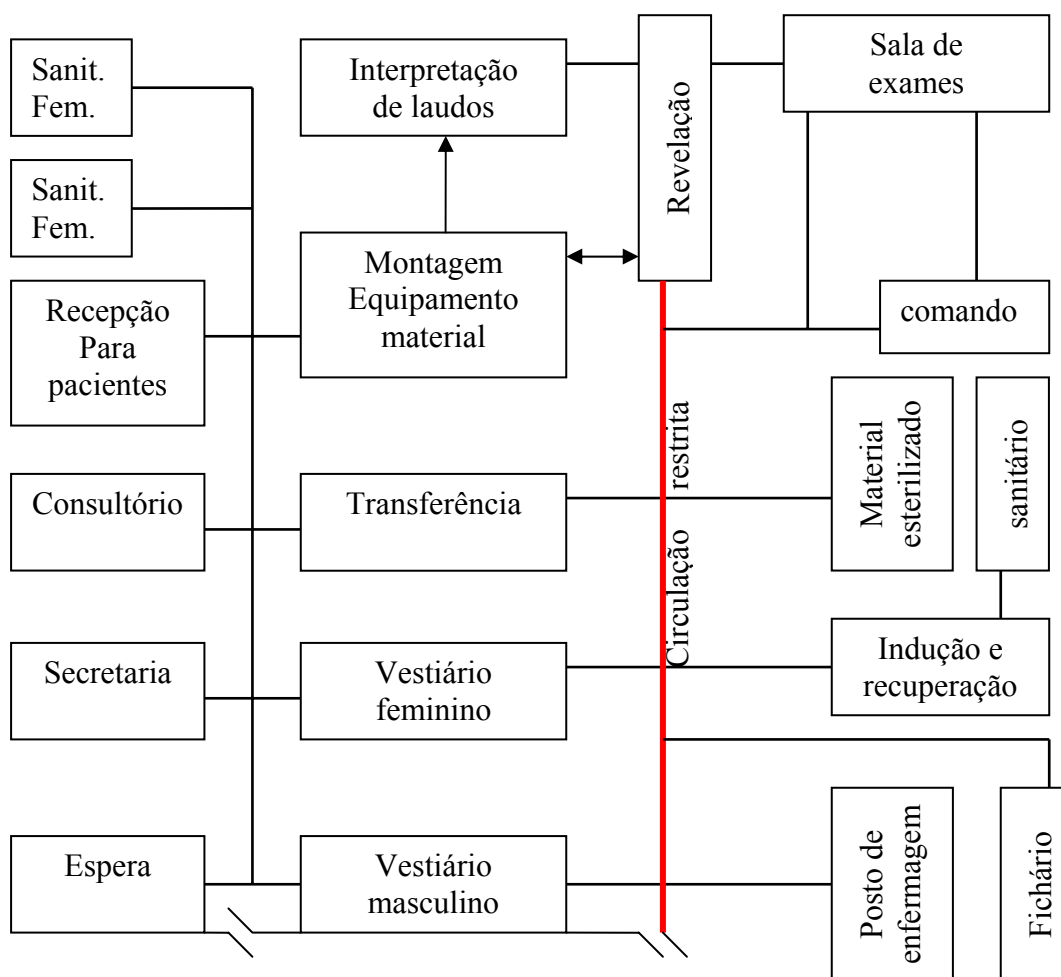 Sanit.
Fem.
Interpretação
de laudos
Revelação
Sala de
exames
Sanit.
Fem.
Montagem
Equipamento
material
Recepção
Para
pacientes
comando
Circulação restrita
Material
esterilizado
sanitário
Consultório
Transferência
Secretaria
Vestiário
feminino
Indução e
recuperação
Espera
Vestiário
masculino
Posto de
enfermagem
Fichário